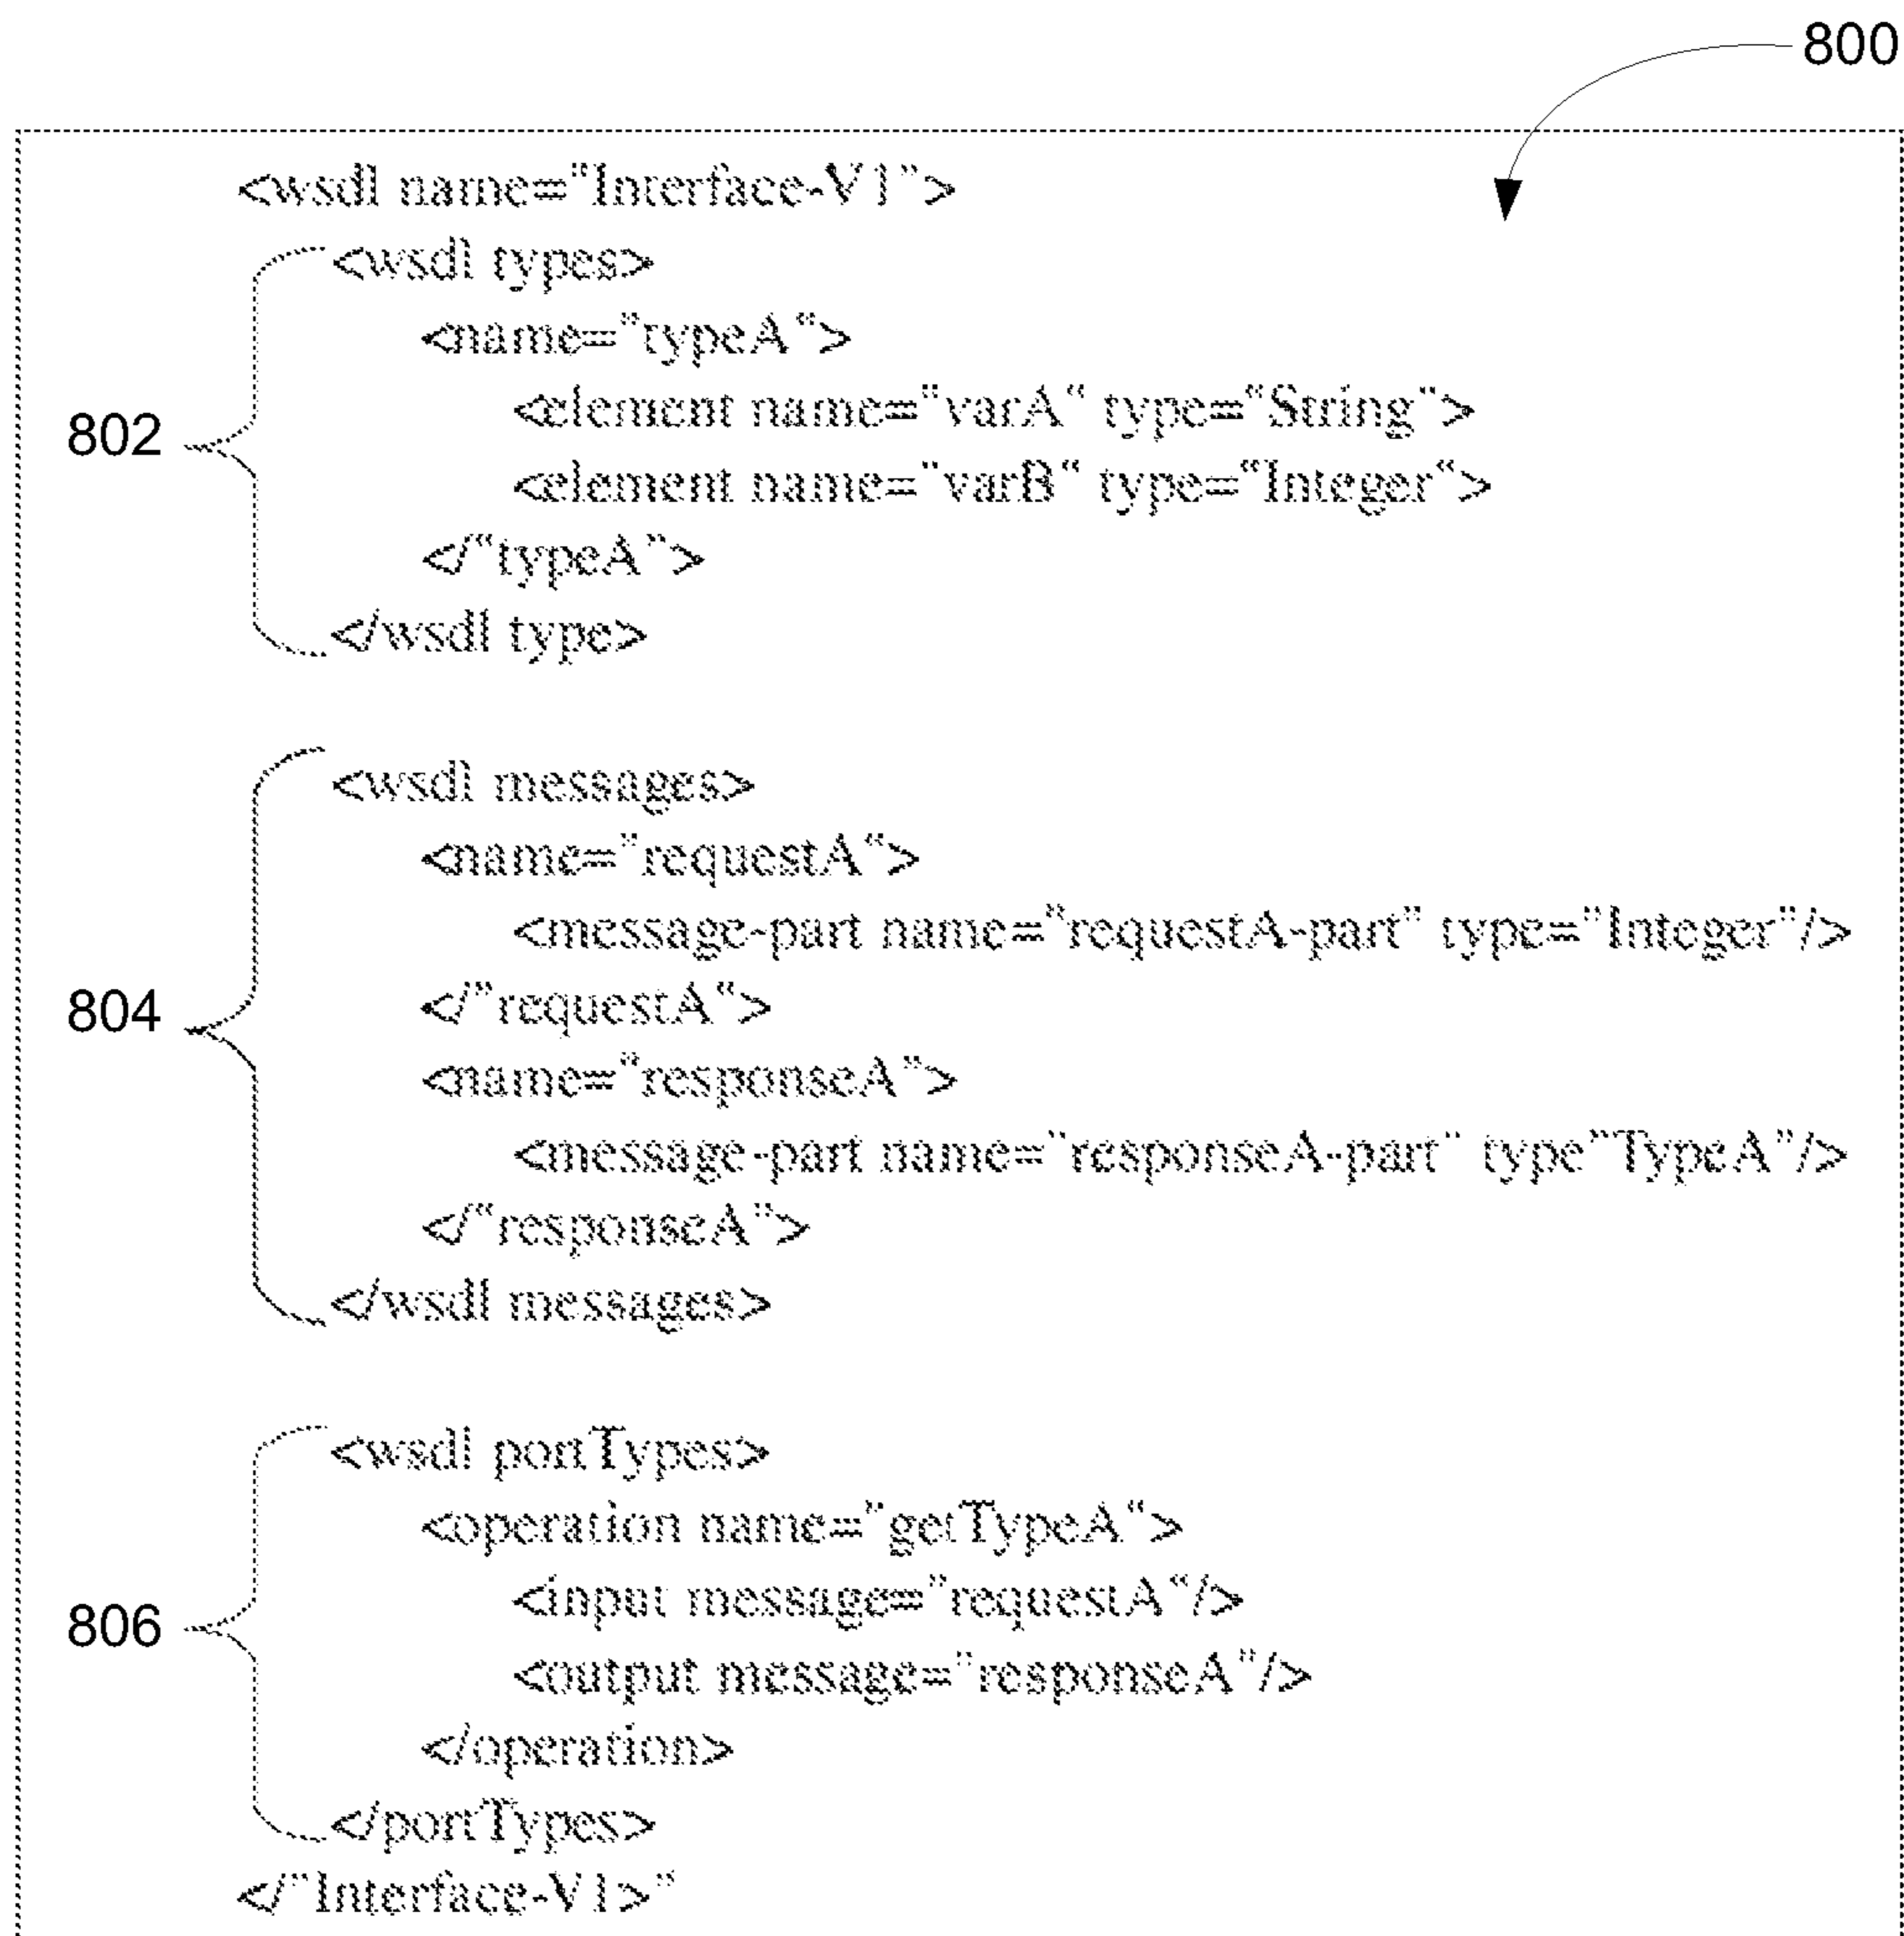 800
<wsdl name="Interface-V1">
<wsdl types>
<name="typeA“>
802
<element name="varA“ type="String“>
<element name="varB“ type=“Integer“>
</“typeA”>
</wsdl type>
<wsdl messages>
<name="requestA“>
<message-part name="requestA-part" type="Integer"/>
804
</"requestA“>
<name="responseA”>
<message-part name="responseA-part" type"TypeA"/>
</“responseA”>
</wsdl messages>
<wsdl portTypes>
<operation name="getTypeA“>
<input message="requestA“/>
806
<output message="responseA"/>
</operation>
</portTypes>
</"Interface-V1>"